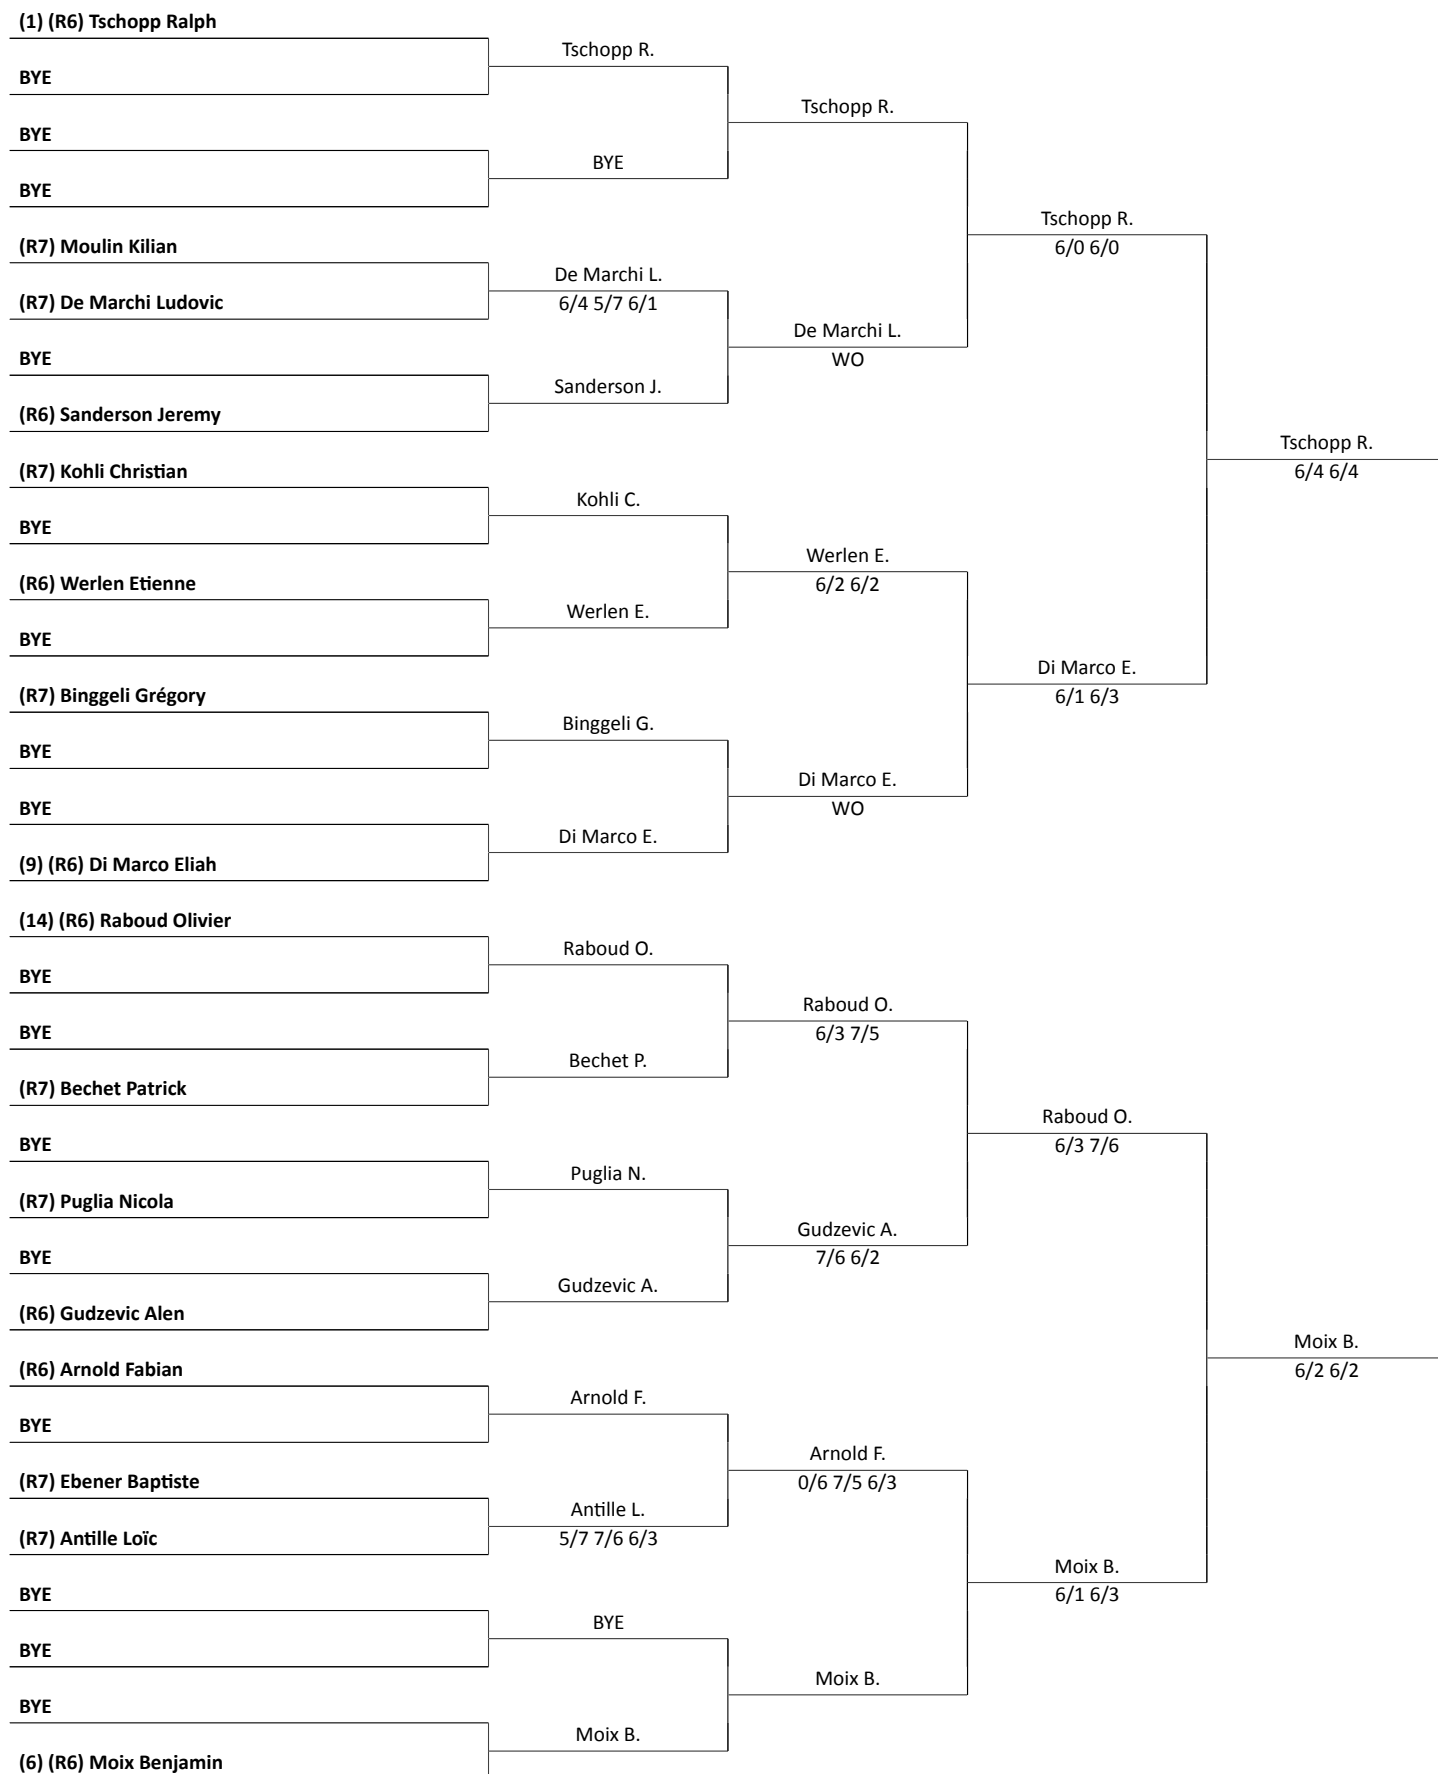 (1) (R6) Tschopp Ralph
Tschopp R.
BYE
Tschopp R.
BYE
BYE
BYE
Tschopp R.
(R7) Moulin Kilian
6/0 6/0
De Marchi L.
(R7) De Marchi Ludovic
6/4 5/7 6/1
De Marchi L.
BYE
WO
Sanderson J.
(R6) Sanderson Jeremy
Tschopp R.
(R7) Kohli Christian
6/4 6/4
Kohli C.
BYE
Werlen E.
(R6) Werlen Etienne
6/2 6/2
Werlen E.
BYE
Di Marco E.
(R7) Binggeli Grégory
6/1 6/3
Binggeli G.
BYE
Di Marco E.
BYE
WO
Di Marco E.
(9) (R6) Di Marco Eliah
(14) (R6) Raboud Olivier
Raboud O.
BYE
Raboud O.
BYE
6/3 7/5
Bechet P.
(R7) Bechet Patrick
Raboud O.
BYE
6/3 7/6
Puglia N.
(R7) Puglia Nicola
Gudzevic A.
BYE
7/6 6/2
Gudzevic A.
(R6) Gudzevic Alen
Moix B.
(R6) Arnold Fabian
6/2 6/2
Arnold F.
BYE
Arnold F.
(R7) Ebener Baptiste
0/6 7/5 6/3
Antille L.
(R7) Antille Loïc
5/7 7/6 6/3
Moix B.
BYE
6/1 6/3
BYE
BYE
Moix B.
BYE
Moix B.
(6) (R6) Moix Benjamin